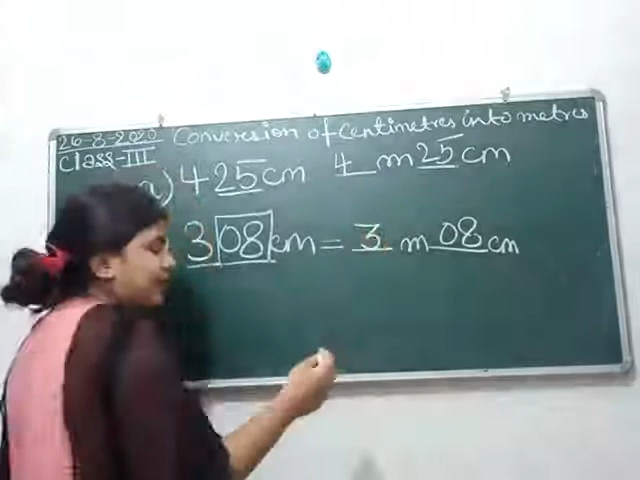 26-8-2020 Conversion of Centimetres into metres
Class-III
a) 425cm 4 m 25 cm
308cm = 3 m 08 cm